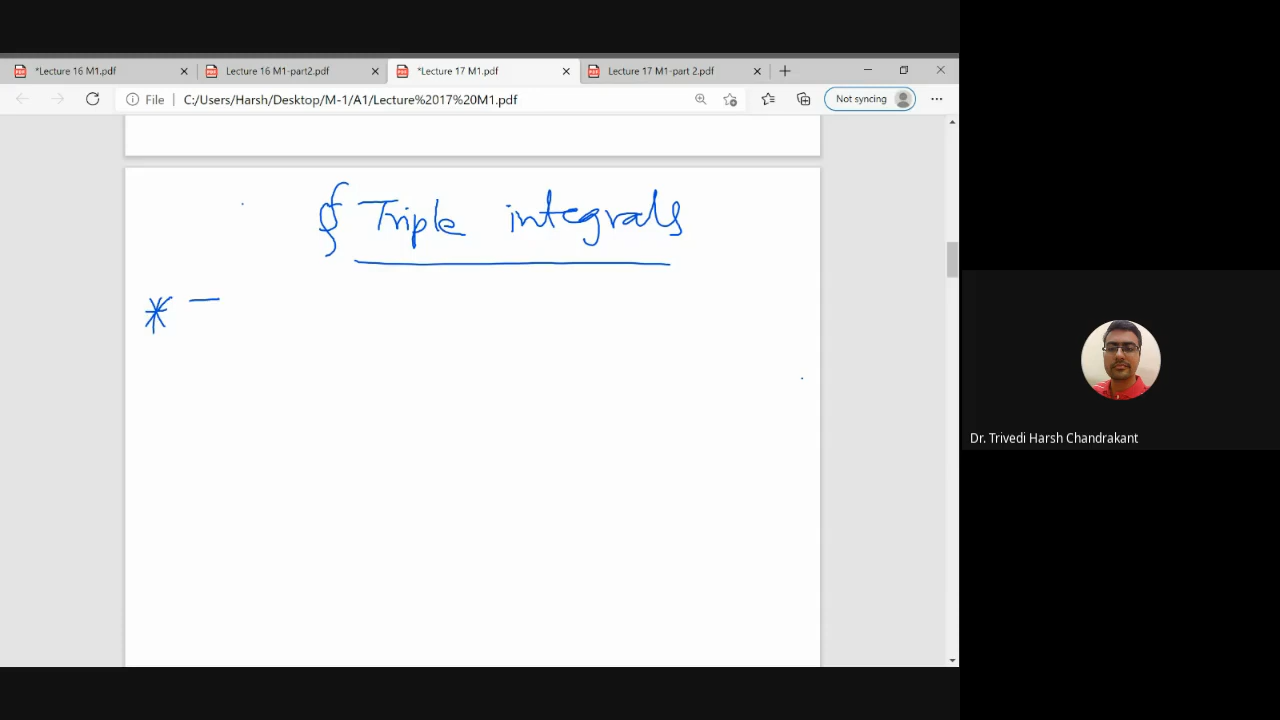 *Lecture 16 M1.pdf Lecture 16 M1-part2.pdf *Lecture 17 M1.pdf Lecture 17 M1-part 2.pdf
File C:/Users/Harsh/Desktop/M-1/A1/Lecture%2017%20M1.pdf Not syncing
§ Triple integrals
*
Dr. Trivedi Harsh Chandrakant